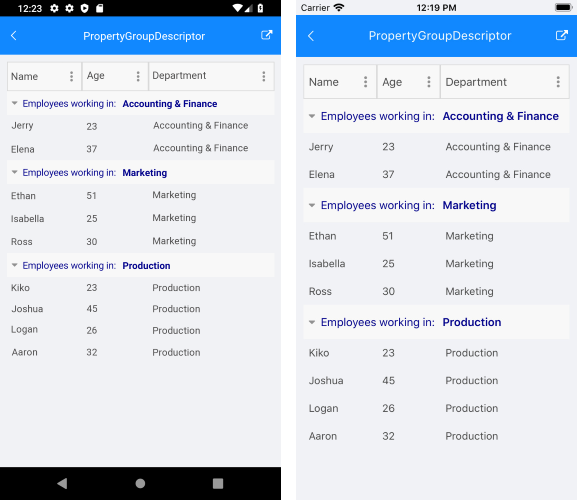 12:23
PropertyGroupDescriptor
Name Age Department
Employees working in: Accounting & Finance
Jerry 23 Accounting & Finance
Elena 37 Accounting & Finance
Employees working in: Marketing
Ethan 51 Marketing
Isabella 25 Marketing
Ross 30 Marketing
Employees working in: Production
Kiko 23 Production
Joshua 45 Production
Logan 26 Production
Aaron 32 Production
Carrier 12:19 PM
PropertyGroupDescriptor
Name Age Department
Employees working in: Accounting & Finance
Jerry 23 Accounting & Finance
Elena 37 Accounting & Finance
Employees working in: Marketing
Ethan 51 Marketing
Isabella 25 Marketing
Ross 30 Marketing
Employees working in: Production
Kiko 23 Production
Joshua 45 Production
Logan 26 Production
Aaron 32 Production